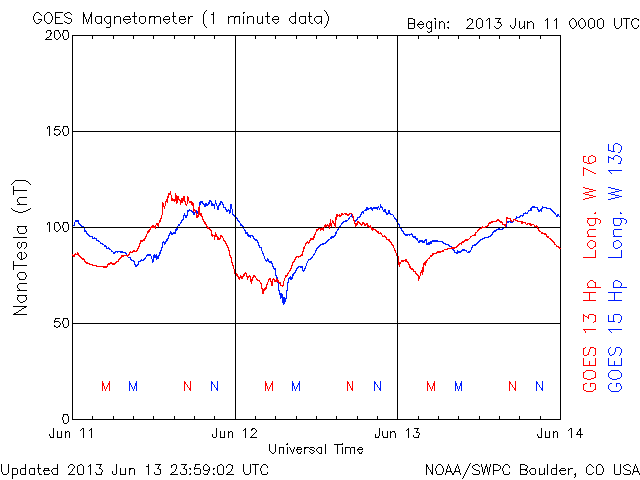 GOES Magnetometer (1 minute data)
Begin: 2013 Jun 11 0000 UTC
200
150
100
50
0
NanoTesla (nT)
M M N N M M N N M M N N
Jun 11 Jun 12 Jun 13 Jun 14
Universal Time
Updated 2013 Jun 13 23:59:02 UTC
NOAA/SWPC Boulder, CO USA
GOES 13 Hp Long. W 76
GOES 15 Hp Long. W 135